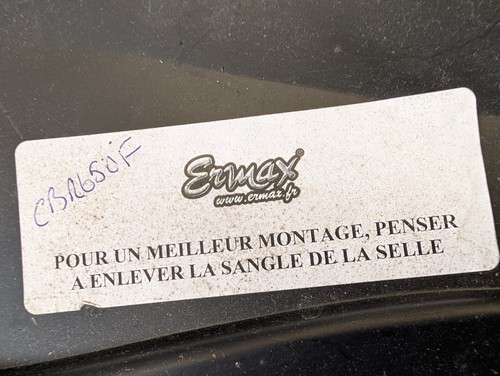 CBR650F
Ermax®
www.ermax.fr
POUR UN MEILLEUR MONTAGE, PENSER
A ENLEVER LA SANGLE DE LA SELLE